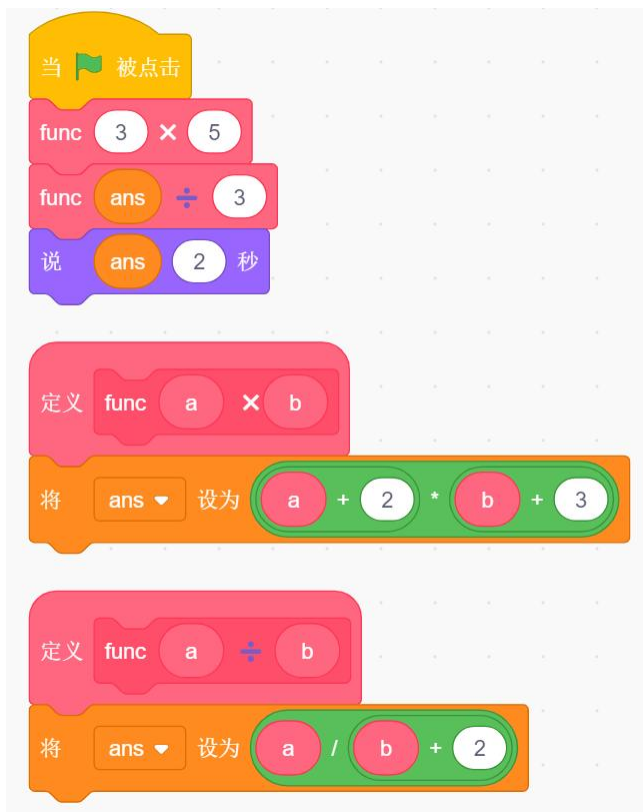 当 被点击
func 3 × 5
func ans ÷ 3
说 ans 2 秒
定义 func a × b
将 ans 设为 a + 2 * b + 3
定义 func a ÷ b
将 ans 设为 a / b + 2